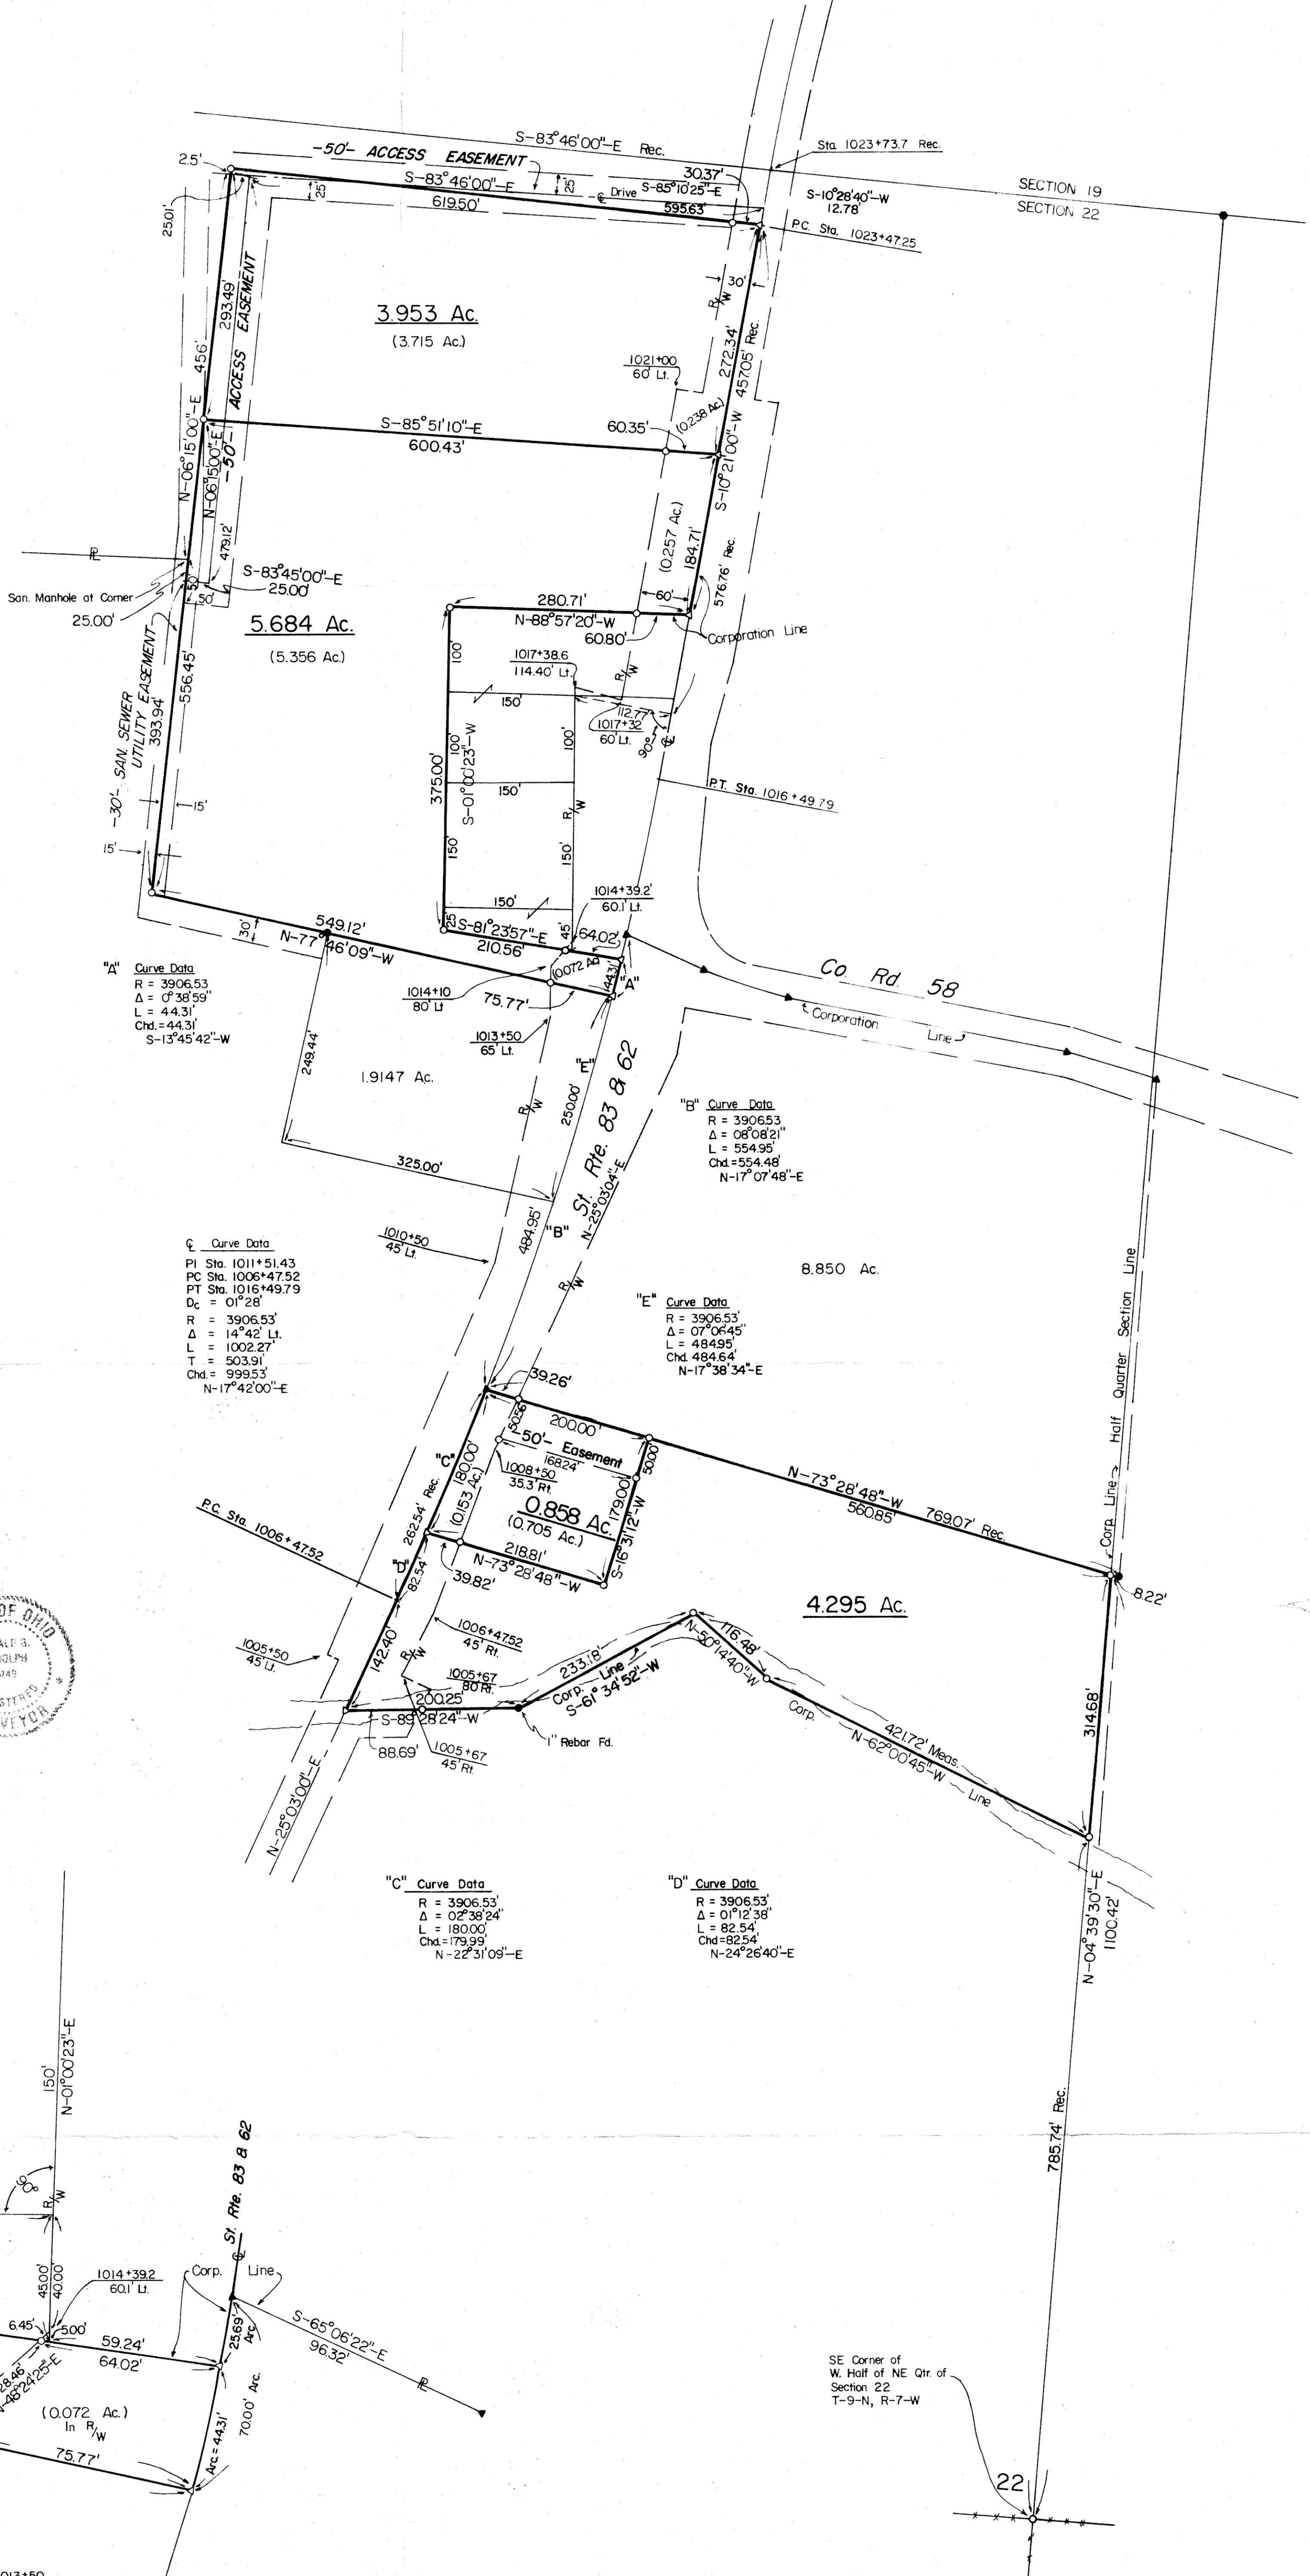 S-83°46'00"-E Rec.
Sta. 1023+73.7 Rec.
-50'- ACCESS EASEMENT
2.5'
S-83°46'00"-E
25'
25'
℄ Drive
30.37'
S-85°10'25"-E
619.50'
595.63'
S-10°28'40"-W
12.78'
SECTION 19
SECTION 22
P.C. Sta. 1023+47.25
25.01'
293.49'
456'
-50'- ACCESS EASEMENT
3.953 Ac.
(3.715 Ac.)
30'
R/W
272.34'
457.05' Rec.
1021+00
60' Lt.
(0.238 Ac.)
60.35'
S-85°51'10"-E
600.43'
S-10°21'00"-W
N-06°15'00"-E
N-06°15'00"-E
479.12'
(0.257 Ac.)
184.71'
576.76' Rec.
℄
S-83°45'00"-E
25.00'
San. Manhole at Corner
25.00'
50'
50'
60'
5.684 Ac.
(5.356 Ac.)
280.71'
N-88°57'20"-W
60.80'
Corporation Line
1017+38.6
114.40' Lt.
R/W
100'
150'
112.77'
1017+32
60' Lt.
90°
℄
556.45'
-30'- SAN. SEWER
UTILITY EASEMENT
393.94'
375.00'
S-01°00'23"-W
100'
100'
150'
R/W
P.T. Sta. 1016+49.79
15'
15'
150'
150'
150'
25'
45'
1014+39.2'
60.1' Lt.
S-81°23'57"-E
210.56'
64.02'
30'
549.12'
N-77°46'09"-W
(0.072 Ac.)
44.31'
"A"
1014+10
80' Lt
75.77'
1013+50
65' Lt.
"A" Curve Data
R = 3906.53
Δ = 0°38'59"
L = 44.31'
Chd. = 44.31'
S-13°45'42"-W
Co. Rd. 58
Corporation Line
249.44'
1.9147 Ac.
"E"
250.00'
R/W
St. Rte. 83 & 62
N-25°03'04"-E
325.00'
"B" Curve Data
R = 3906.53
Δ = 08°08'21"
L = 554.95'
Chd. = 554.48'
N-17°07'48"-E
484.95'
"B"
1010+50
45' Lt.
R/W
℄ Curve Data
PI Sta. 1011+51.43
PC Sta. 1006+47.52
PT Sta. 1016+49.79
Dc = 01°28'
R = 3906.53'
Δ = 14°42' Lt.
L = 1002.27'
T = 503.91'
Chd. = 999.53'
N-17°42'00"-E
8.850 Ac.
"E" Curve Data
R = 3906.53'
Δ = 07°06'45"
L = 484.95'
Chd. 484.64'
N-17°38'34"-E
Corp. Line
Half Quarter Section Line
39.26'
50.56'
200.00'
-50'- Easement
168.24'
50.00'
1008+50
35.3' Rt.
"C"
180.00'
262.54' Rec.
(0.153 Ac.)
0.858 Ac.
(0.705 Ac.)
179.00'
S-16°31'12"-W
N-73°28'48"-W
560.85'
769.07' Rec.
P.C. Sta. 1006+47.52
218.81'
N-73°28'48"-W
39.82'
"D"
82.54'
4.295 Ac.
8.22'
1006+47.52
45' Rt.
1005+50
45' Lt.
142.40'
R/W
1005+67
80' Rt.
200.25'
S-89°28'24"-W
88.69'
1005+67
45' Rt.
233.18'
Corp. Line
S-61°34'52"-W
1" Rebar Fd.
116.48'
N-50°14'40"-W
Corp. Line
421.72' Meas.
N-62°00'45"-W
314.68'
N-25°03'00"-E
OF OHIO
"C" Curve Data
R = 3906.53'
Δ = 02°38'24"
L = 180.00'
Chd. = 179.99'
N-22°31'09"-E
"D" Curve Data
R = 3906.53'
Δ = 01°12'38"
L = 82.54'
Chd = 82.54'
N-24°26'40"-E
N-04°39'30"-E
1100.42'
785.74' Rec.
150'
N-01°00'23"-E
90°
R/W
St. Rte. 83 & 62
℄
45.00'
40.00'
1014+39.2
60.1' Lt.
Corp. Line
6.45'
5.00'
59.24'
64.02'
25.69' Arc.
S-65°06'22"-E
96.32'
28.46'
(0.072 Ac.)
In R/W
Arc = 44.31'
70.00' Arc.
75.77'
SE Corner of
W. Half of NE Qtr. of
Section 22
T-9-N, R-7-W
22